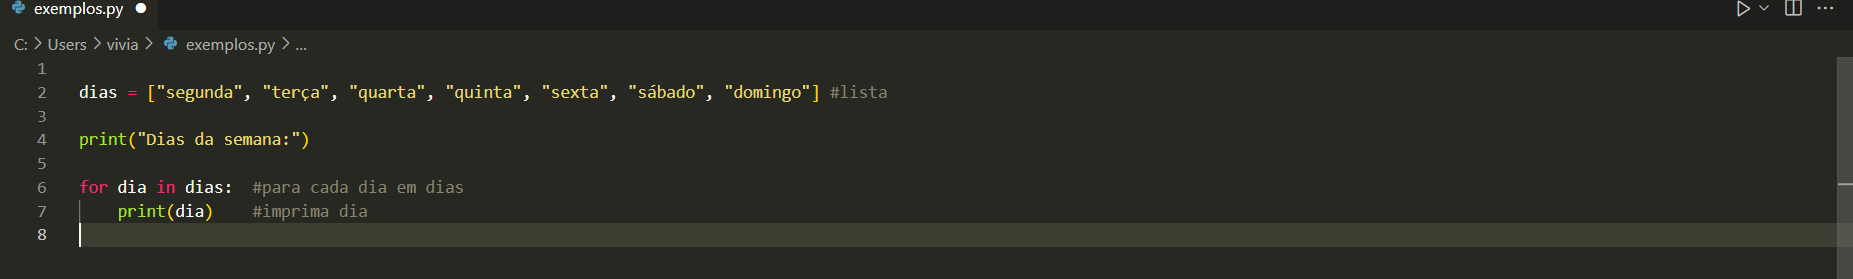 exemplos.py
C: > Users > vivia > exemplos.py > ...
1
2 dias = ["segunda", "terça", "quarta", "quinta", "sexta", "sábado", "domingo"] #lista
3
4 print("Dias da semana:")
5
6 for dia in dias:  #para cada dia em dias
7     print(dia)    #imprima dia
8